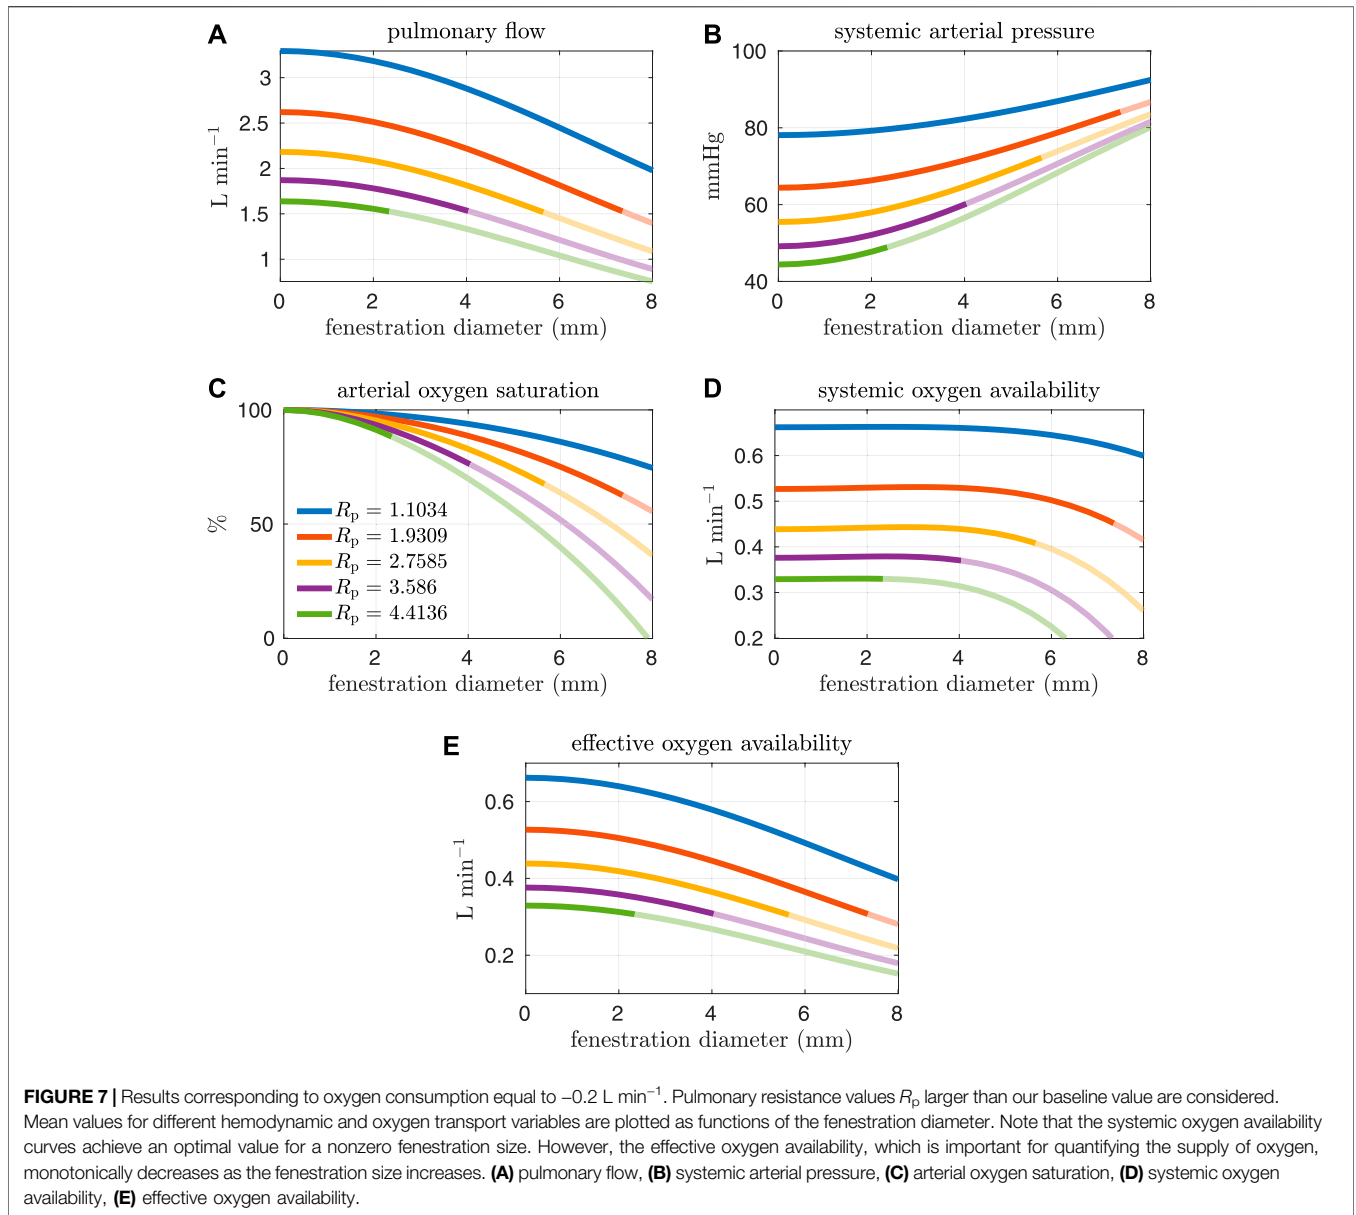 A
pulmonary flow
3
2.5
2
1.5
1
L min⁻¹
0 2 4 6 8
fenestration diameter (mm)
B
systemic arterial pressure
100
80
60
40
mmHg
0 2 4 6 8
fenestration diameter (mm)
C
arterial oxygen saturation
100
50
0
%
Rp = 1.1034
Rp = 1.9309
Rp = 2.7585
Rp = 3.586
Rp = 4.4136
0 2 4 6 8
fenestration diameter (mm)
D
systemic oxygen availability
0.6
0.5
0.4
0.3
0.2
L min⁻¹
0 2 4 6 8
fenestration diameter (mm)
E
effective oxygen availability
0.6
0.4
0.2
L min⁻¹
0 2 4 6 8
fenestration diameter (mm)
FIGURE 7 | Results corresponding to oxygen consumption equal to −0.2 L min⁻¹. Pulmonary resistance values Rp larger than our baseline value are considered.
Mean values for different hemodynamic and oxygen transport variables are plotted as functions of the fenestration diameter. Note that the systemic oxygen availability
curves achieve an optimal value for a nonzero fenestration size. However, the effective oxygen availability, which is important for quantifying the supply of oxygen,
monotonically decreases as the fenestration size increases. (A) pulmonary flow, (B) systemic arterial pressure, (C) arterial oxygen saturation, (D) systemic oxygen
availability, (E) effective oxygen availability.